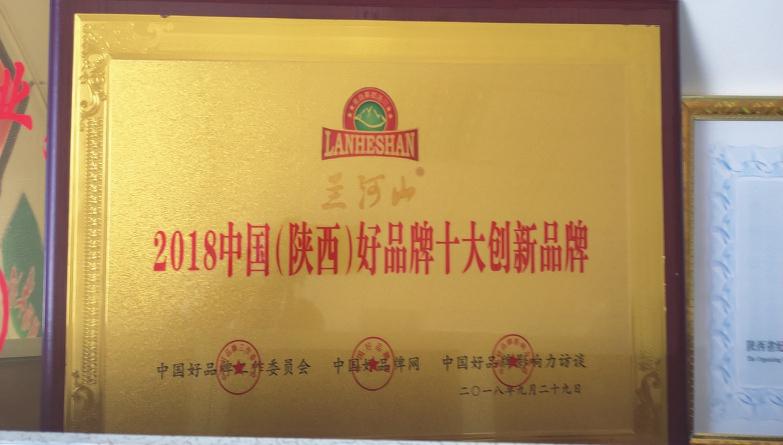 LANHESHAN
兰河山®
2018中国(陕西)好品牌十大创新品牌
中国好品牌工作委员会 中国好品牌网 中国好品牌影响力访谈
二〇一八年九月二十九日
业